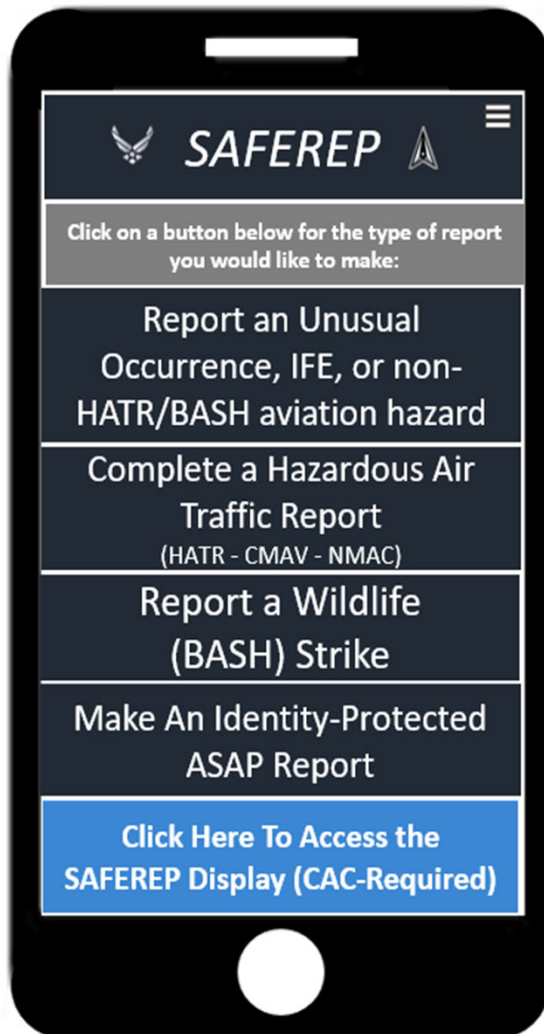 SAFEREP
Click on a button below for the type of report
you would like to make:
Report an Unusual
Occurrence, IFE, or non-
HATR/BASH aviation hazard
Complete a Hazardous Air
Traffic Report
(HATR - CMAV - NMAC)
Report a Wildlife
(BASH) Strike
Make An Identity-Protected
ASAP Report
Click Here To Access the
SAFEREP Display (CAC-Required)